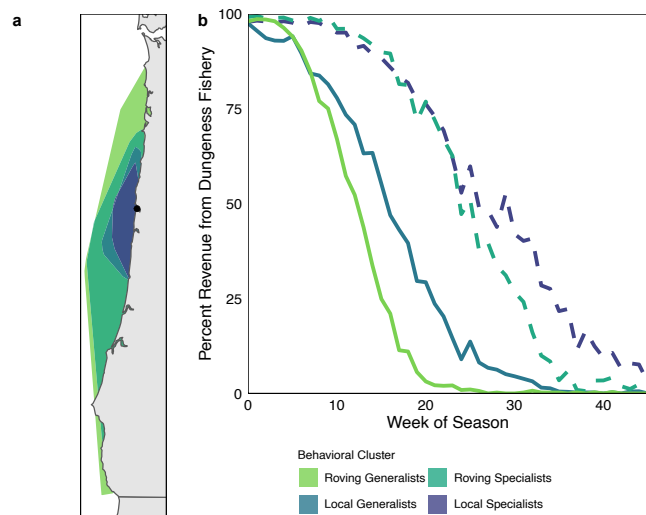 a
b
Percent Revenue from Dungeness Fishery
100
75
50
25
0
0 10 20 30 40
Week of Season
Behavioral Cluster
Roving Generalists Roving Specialists
Local Generalists Local Specialists